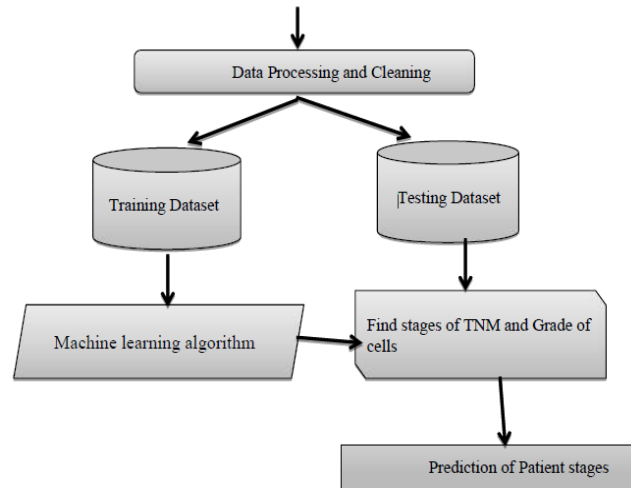 Data Processing and Cleaning
Training Dataset
Testing Dataset
Machine learning algorithm
Find stages of TNM and Grade of
cells
Prediction of Patient stages